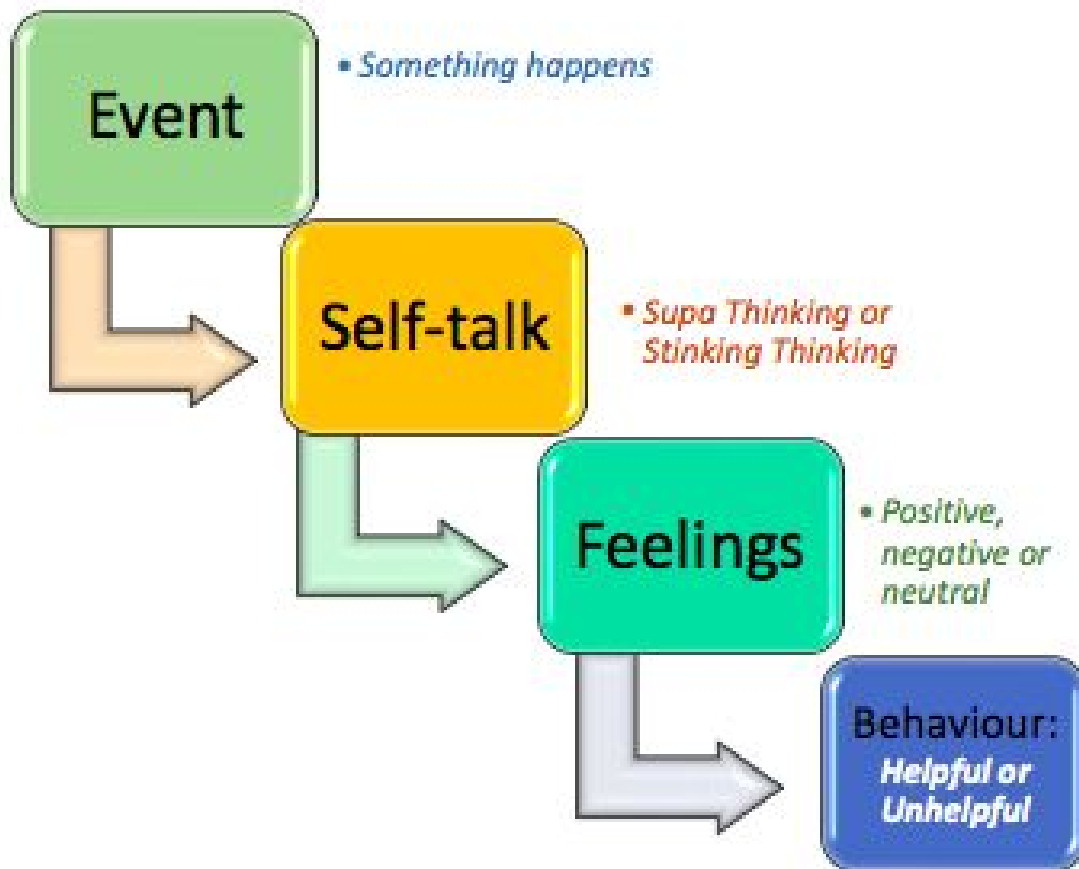 Event
• Something happens
Self-talk
• Supa Thinking or
Stinking Thinking
Feelings
• Positive,
negative or
neutral
Behaviour:
Helpful or
Unhelpful